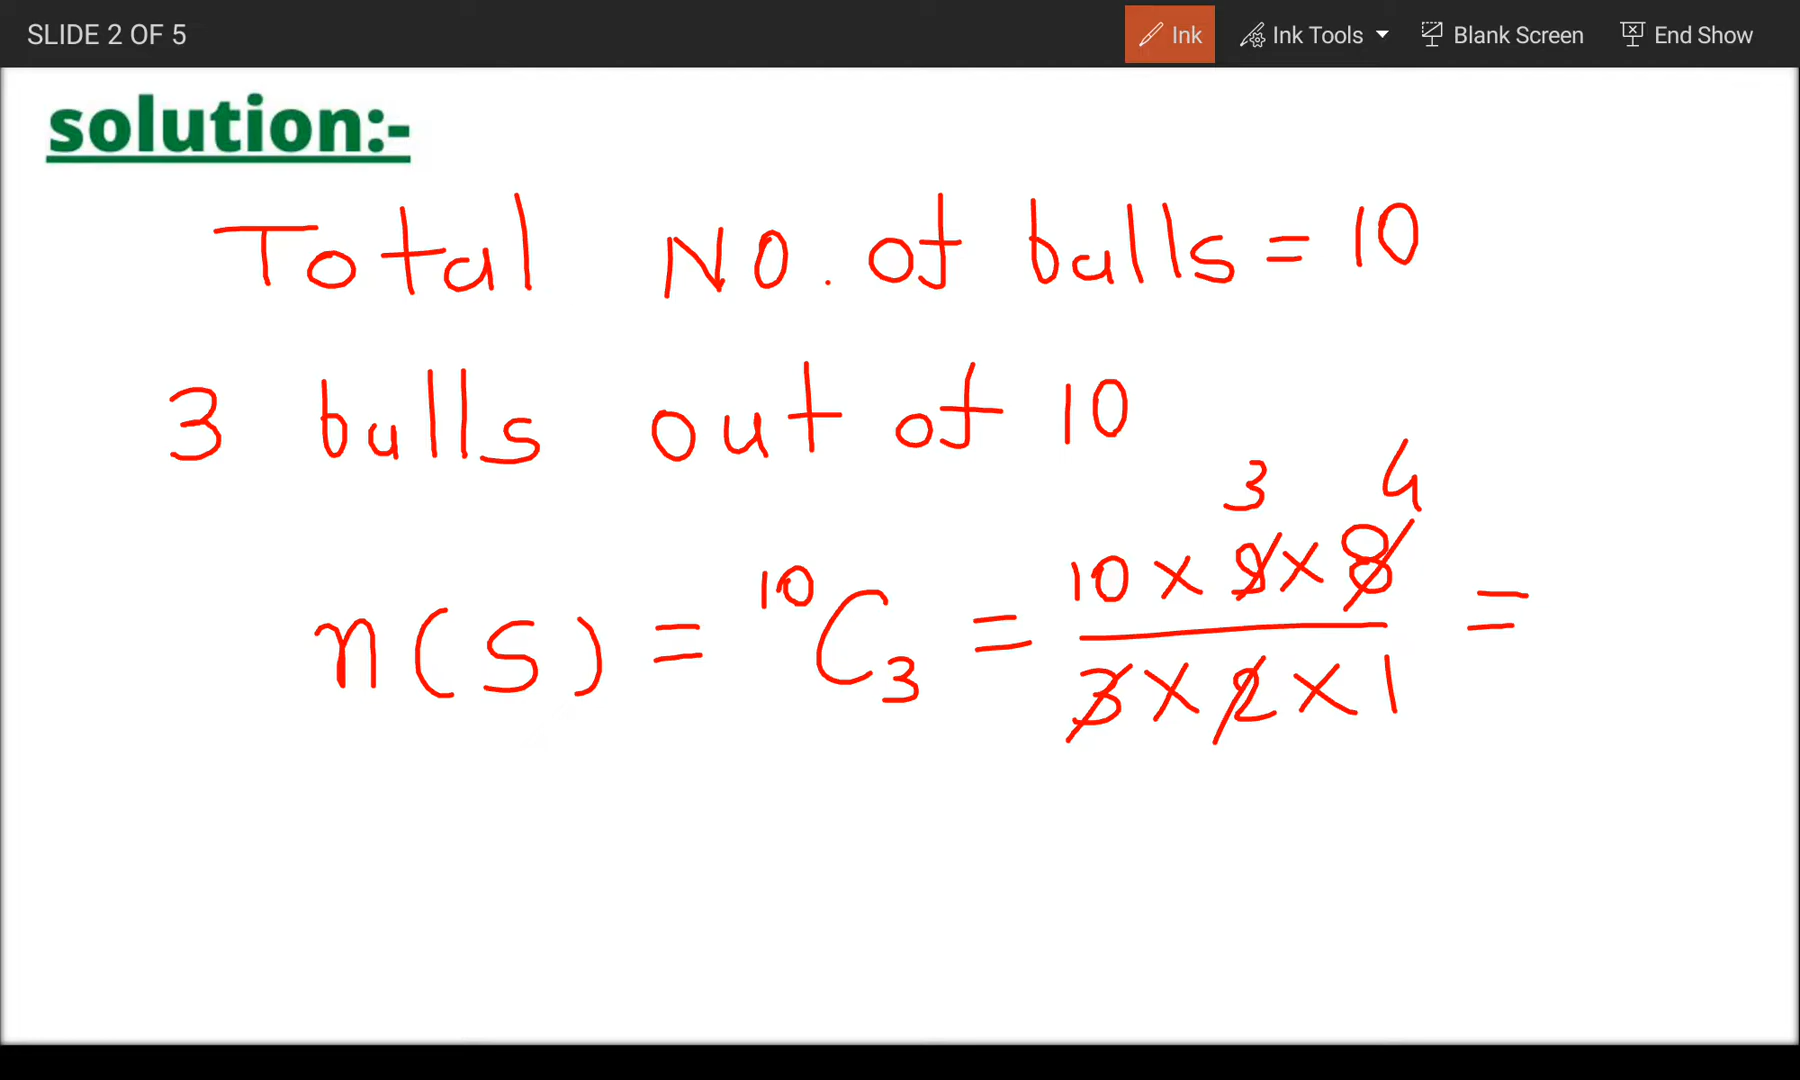 SLIDE 2 OF 5 Ink Ink Tools Blank Screen End Show
solution:-
Total NO. of balls = 10
3 balls out of 10
3 4
n(S) = ¹⁰C₃ = 10 × 9 × 8 / 3 × 2 × 1 =